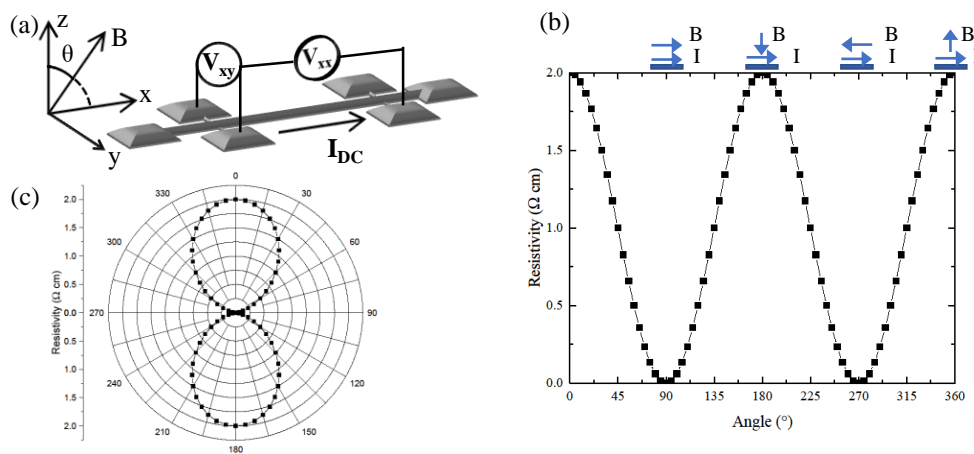 (a)
z
B
θ
x
y
V_xy
V_xx
I_DC
(b)
B
I
B
I
B
I
B
I
2.0
1.5
1.0
0.5
0.0
Resistivity (Ω cm)
0 45 90 135 180 225 270 315 360
Angle (°)
(c)
0
30
60
90
120
150
180
210
240
270
300
330
2.0
1.5
1.0
0.5
0.0
0.5
1.0
1.5
2.0
Resistivity (Ω cm)